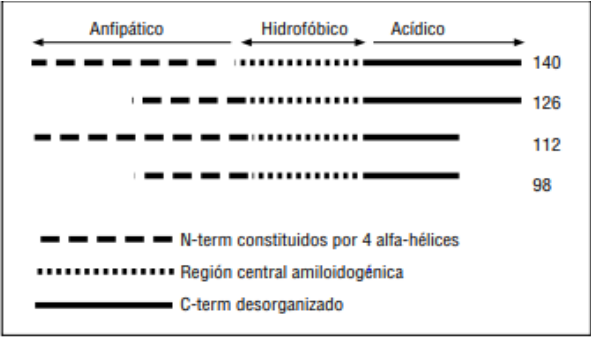 Anfipático Hidrofóbico Acídico
140
126
112
98
N-term constituidos por 4 alfa-hélices
Región central amiloidogénica
C-term desorganizado